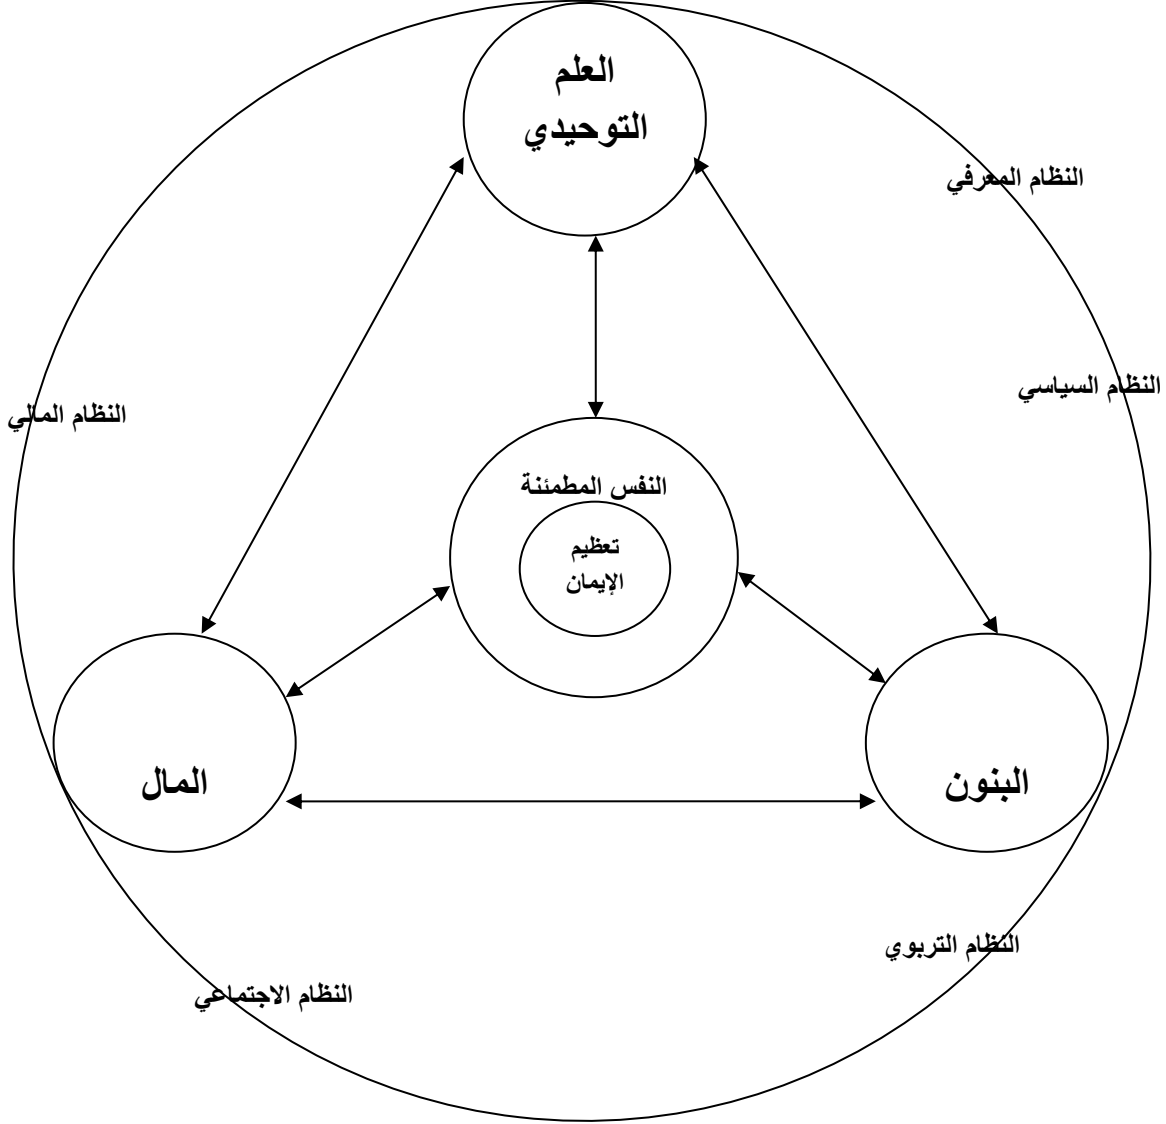 العلم
التوحيدي
النظام المعرفي
النظام السياسي
النظام المالي
النفس المطمئنة
تعظيم
الإيمان
البنون
المال
النظام التربوي
النظام الاجتماعي